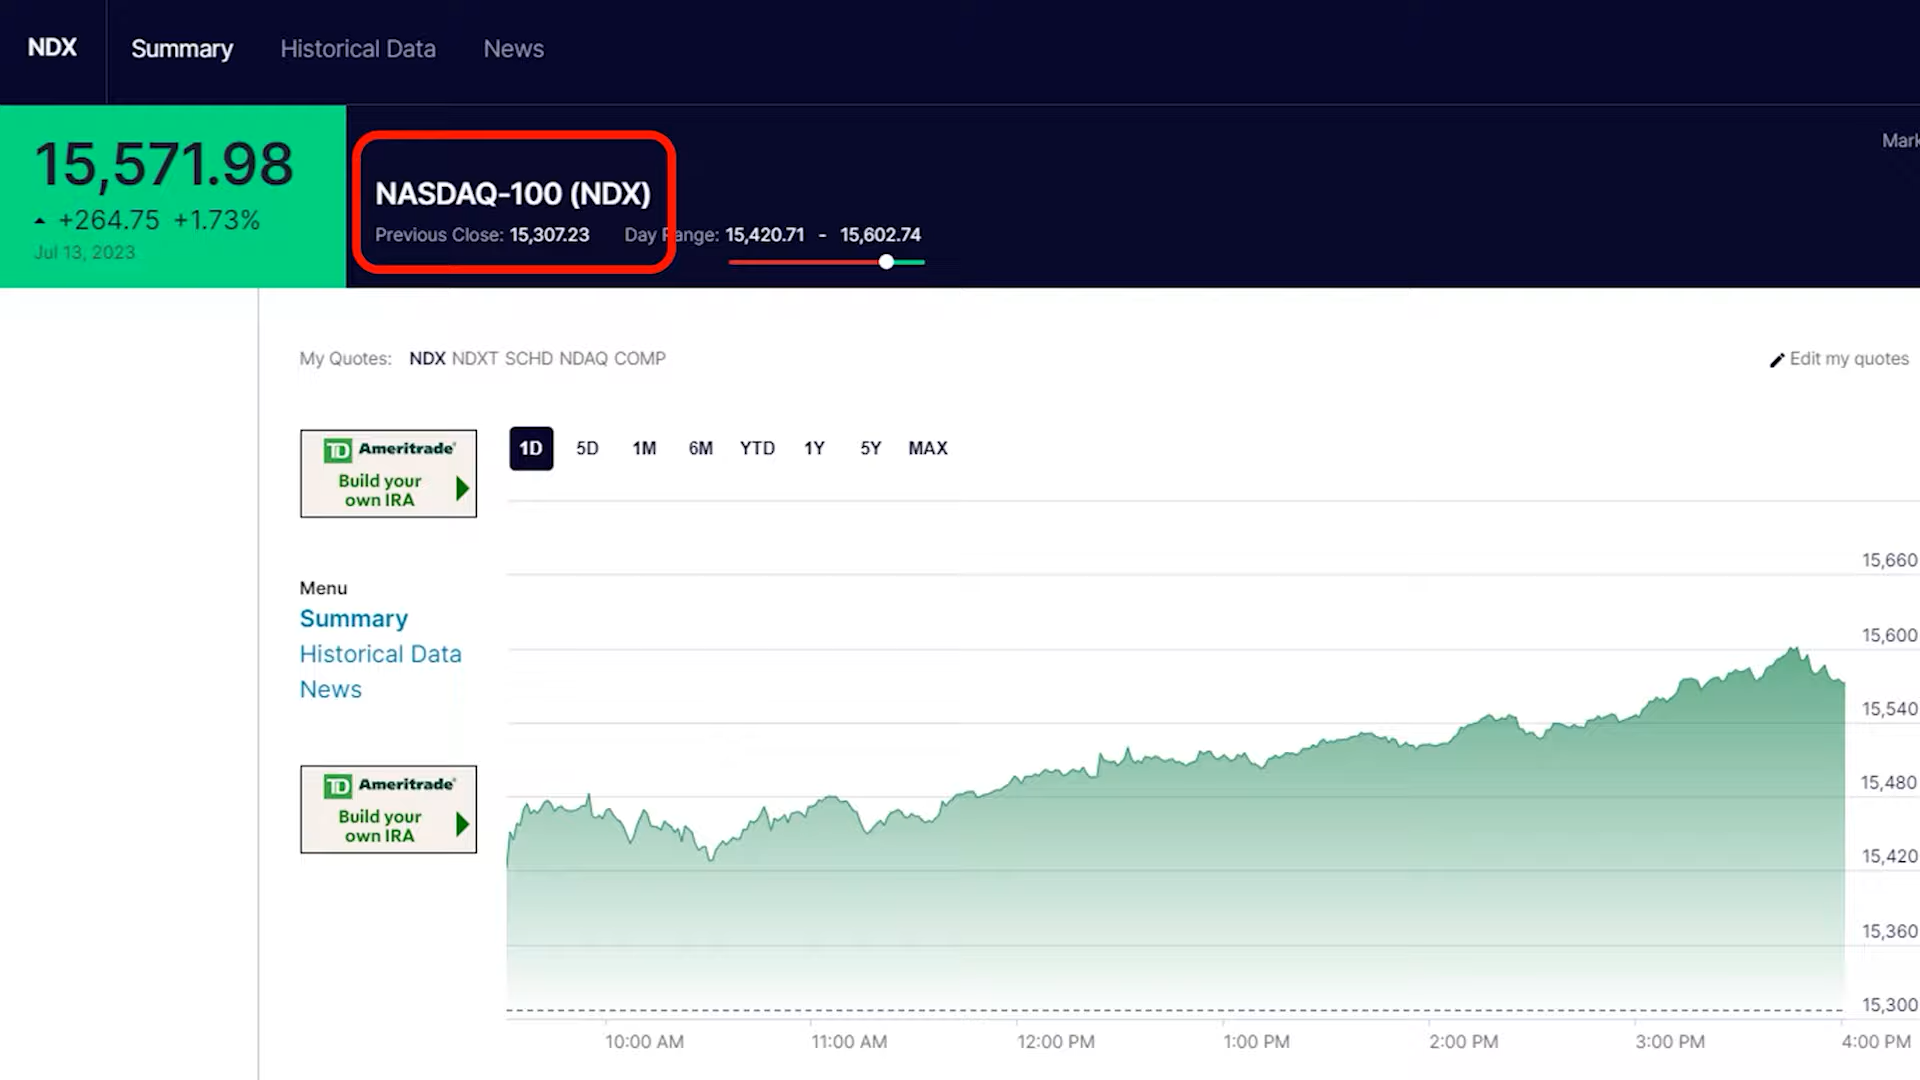 NDX Summary Historical Data News
15,571.98
+264.75 +1.73%
Jul 13, 2023
Mark
NASDAQ-100 (NDX)
Previous Close: 15,307.23 Day Range: 15,420.71 - 15,602.74
My Quotes: NDX NDXT SCHD NDAQ COMP
Edit my quotes
TD Ameritrade
Build your
own IRA
1D 5D 1M 6M YTD 1Y 5Y MAX
Menu
Summary
Historical Data
News
TD Ameritrade
Build your
own IRA
15,660
15,600
15,540
15,480
15,420
15,360
15,300
10:00 AM 11:00 AM 12:00 PM 1:00 PM 2:00 PM 3:00 PM 4:00 PM